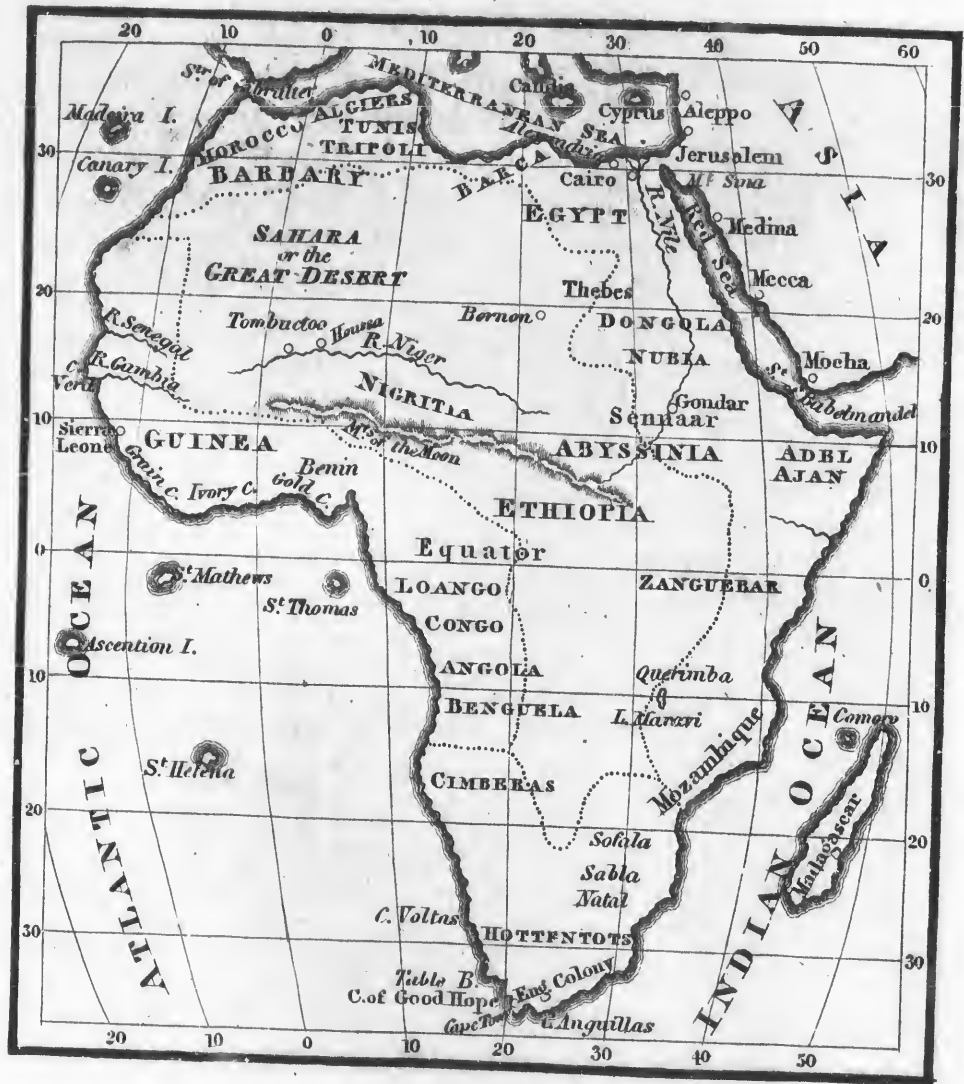 20 10 0 10 20 30 40 50 60
Str of Gibralter
MEDITERRANEAN SEA
Candia
Cyprus
Aleppo
ASIA
Madeira I.
MOROCCO
ALGIERS
TUNIS
TRIPOLI
Alexandria
30
Canary I.
BARBARY
BARCA
Cairo
Jerusalem
Mt. Sina
30
EGYPT
R. Nile
Red Sea
Medina
SAHARA
or the
GREAT DESERT
Thebes
Mecca
20
20
R. Senegal
Tombuctoo
Houssa
Bornou
DONGOLA
R. Niger
NUBIA
Mocha
C. Verd
R. Gambia
NIGRITIA
Gondar
Sennaar
St. of Babelmandel
10
10
Sierra
Leone
GUINEA
Mts of the Moon
ABYSSINIA
ADEL
AJAN
Grain C.
Ivory C.
Gold C.
Benin
ETHIOPIA
0
Equator
0
St. Mathews
LOANGO
ZANGUEBAR
St. Thomas
CONGO
Ascention I.
ANGOLA
Querimba
10
10
BENGUELA
L. Maravi
Comoro
St. Helena
CIMBERAS
Mozambique
Madagascar
20
20
Sofala
Sabla
Natal
C. Voltas
30
HOTTENTOTS
30
Table B.
Eng. Colony
C. of Good Hope
Cape Town
C. Anguillas
ATLANTIC OCEAN
INDIAN OCEAN
20 10 0 10 20 30 40 50